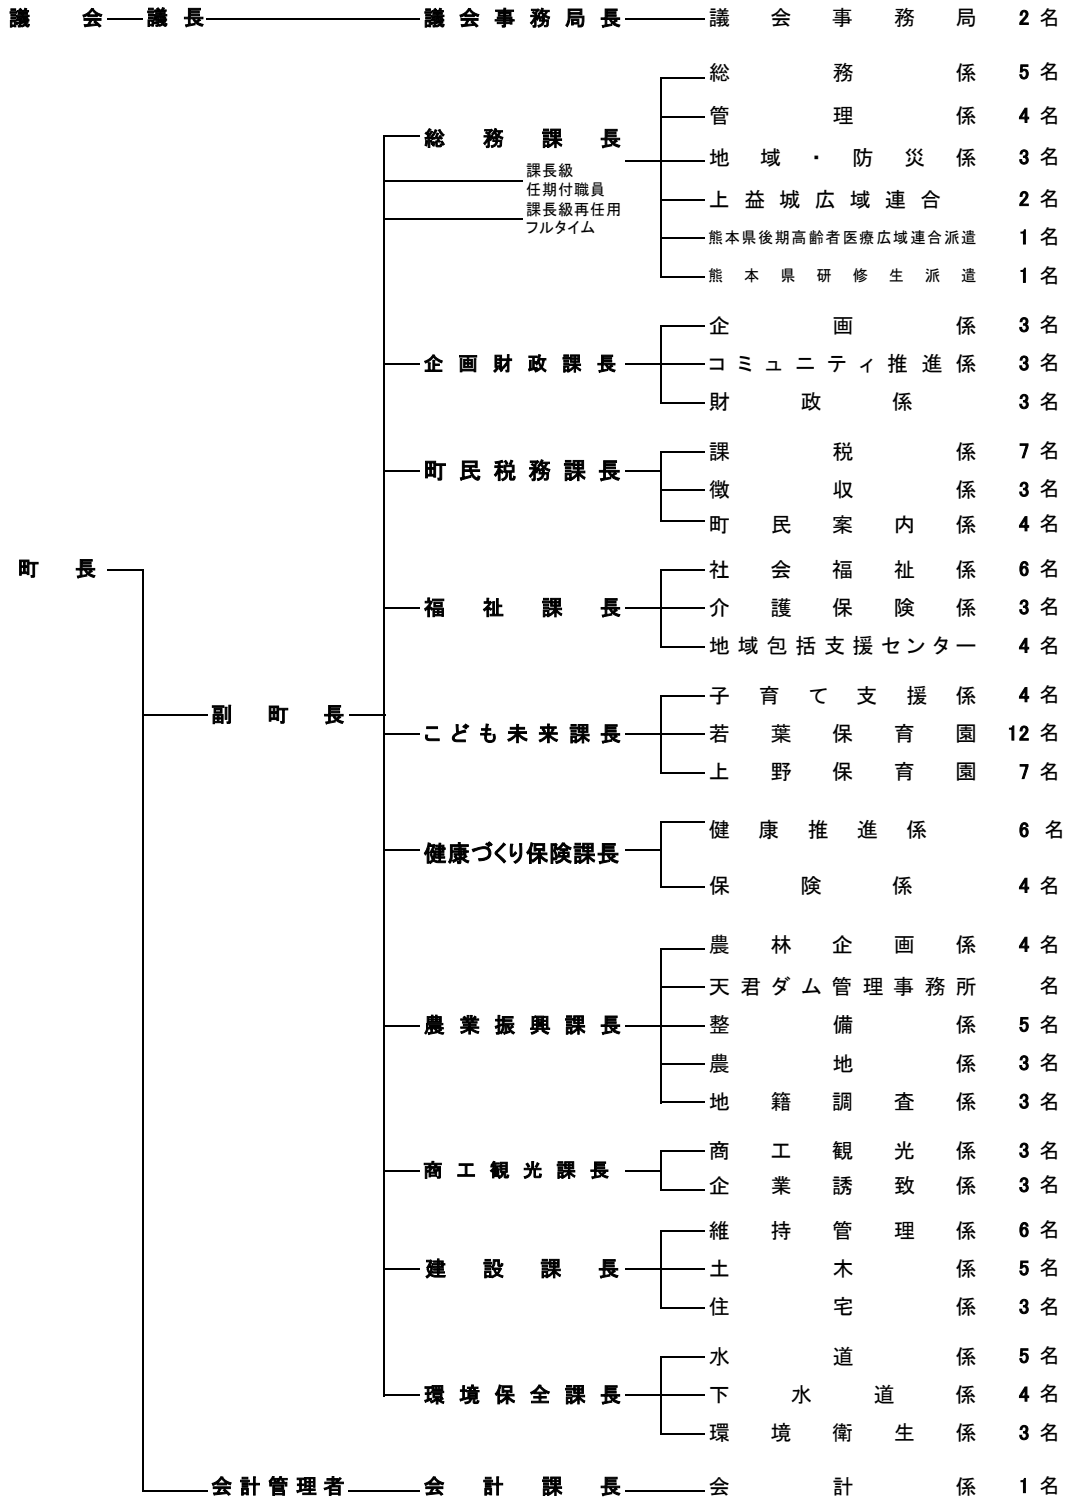 議会 議長 議会事務局長 議会事務局 2名
総務係 5名
管理係 4名
総務課長
地域・防災係 3名
課長級
任期付職員
上益城広域連合 2名
課長級再任用
フルタイム
熊本県後期高齢者医療広域連合派遣 1名
熊本県研修生派遣 1名
企画係 3名
企画財政課長 コミュニティ推進係 3名
財政係 3名
課税係 7名
町民税務課長
徴収係 3名
町民案内係 4名
町長 社会福祉係 6名
福祉課長 介護保険係 3名
地域包括支援センター 4名
子育て支援係 4名
副町長
こども未来課長 若葉保育園 12名
上野保育園 7名
健康推進係 6名
健康づくり保険課長
保険係 4名
農林企画係 4名
天君ダム管理事務所 名
農業振興課長 整備係 5名
農地係 3名
地籍調査係 3名
商工観光係 3名
商工観光課長
企業誘致係 3名
維持管理係 6名
建設課長 土木係 5名
住宅係 3名
水道係 5名
環境保全課長 下水道係 4名
環境衛生係 3名
会計管理者 会計課長 会計係 1名